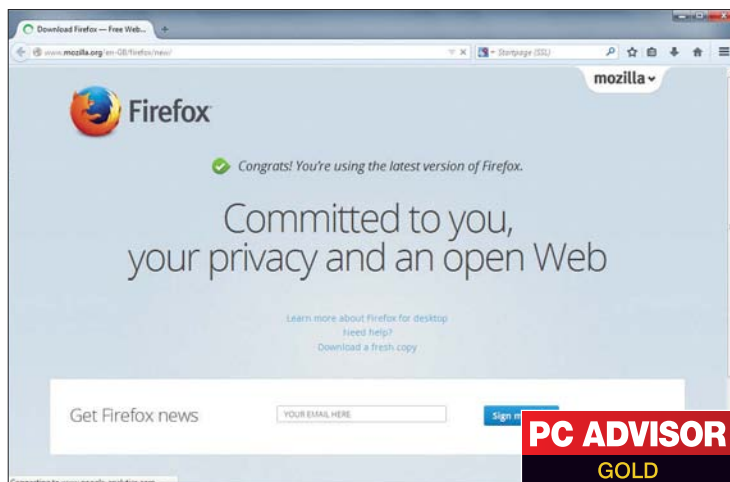 Download Firefox — Free Web...
www.mozilla.org/en-GB/firefox/new/
Startpage (SSL)
mozilla
Firefox
Congrats! You're using the latest version of Firefox.
Committed to you,
your privacy and an open Web
Learn more about Firefox for desktop
Need help?
Download a fresh copy
Get Firefox news
YOUR EMAIL HERE
Sign
PC ADVISOR
GOLD